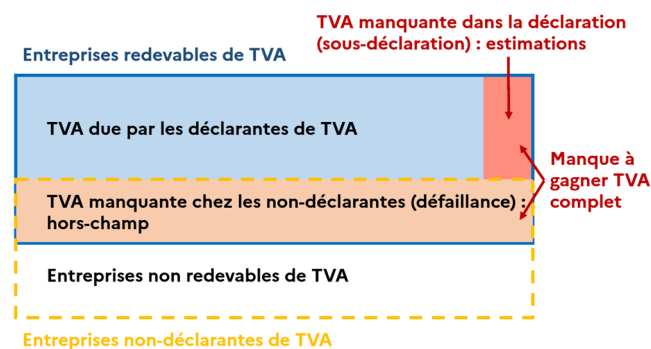 TVA manquante dans la déclaration
(sous-déclaration) : estimations
Entreprises redevables de TVA
TVA due par les déclarantes de TVA
Manque à
gagner TVA
complet
TVA manquante chez les non-déclarantes (défaillance) :
hors-champ
Entreprises non redevables de TVA
Entreprises non-déclarantes de TVA